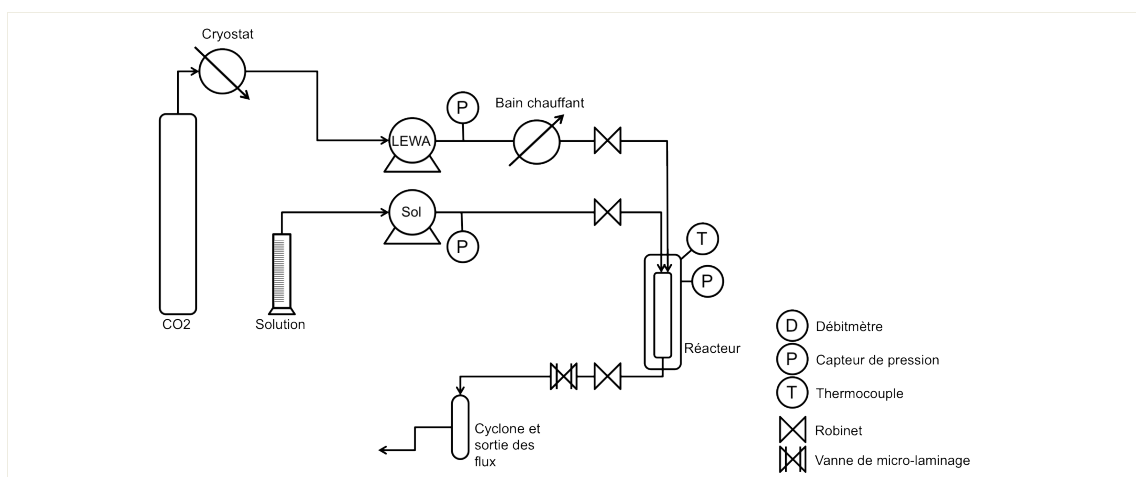 Cryostat
P
Bain chauffant
LEWA
Sol
P
T
P
CO2
Solution
Réacteur
D Débitmètre
P Capteur de pression
T Thermocouple
Robinet
Vanne de micro-laminage
Cyclone et
sortie des
flux